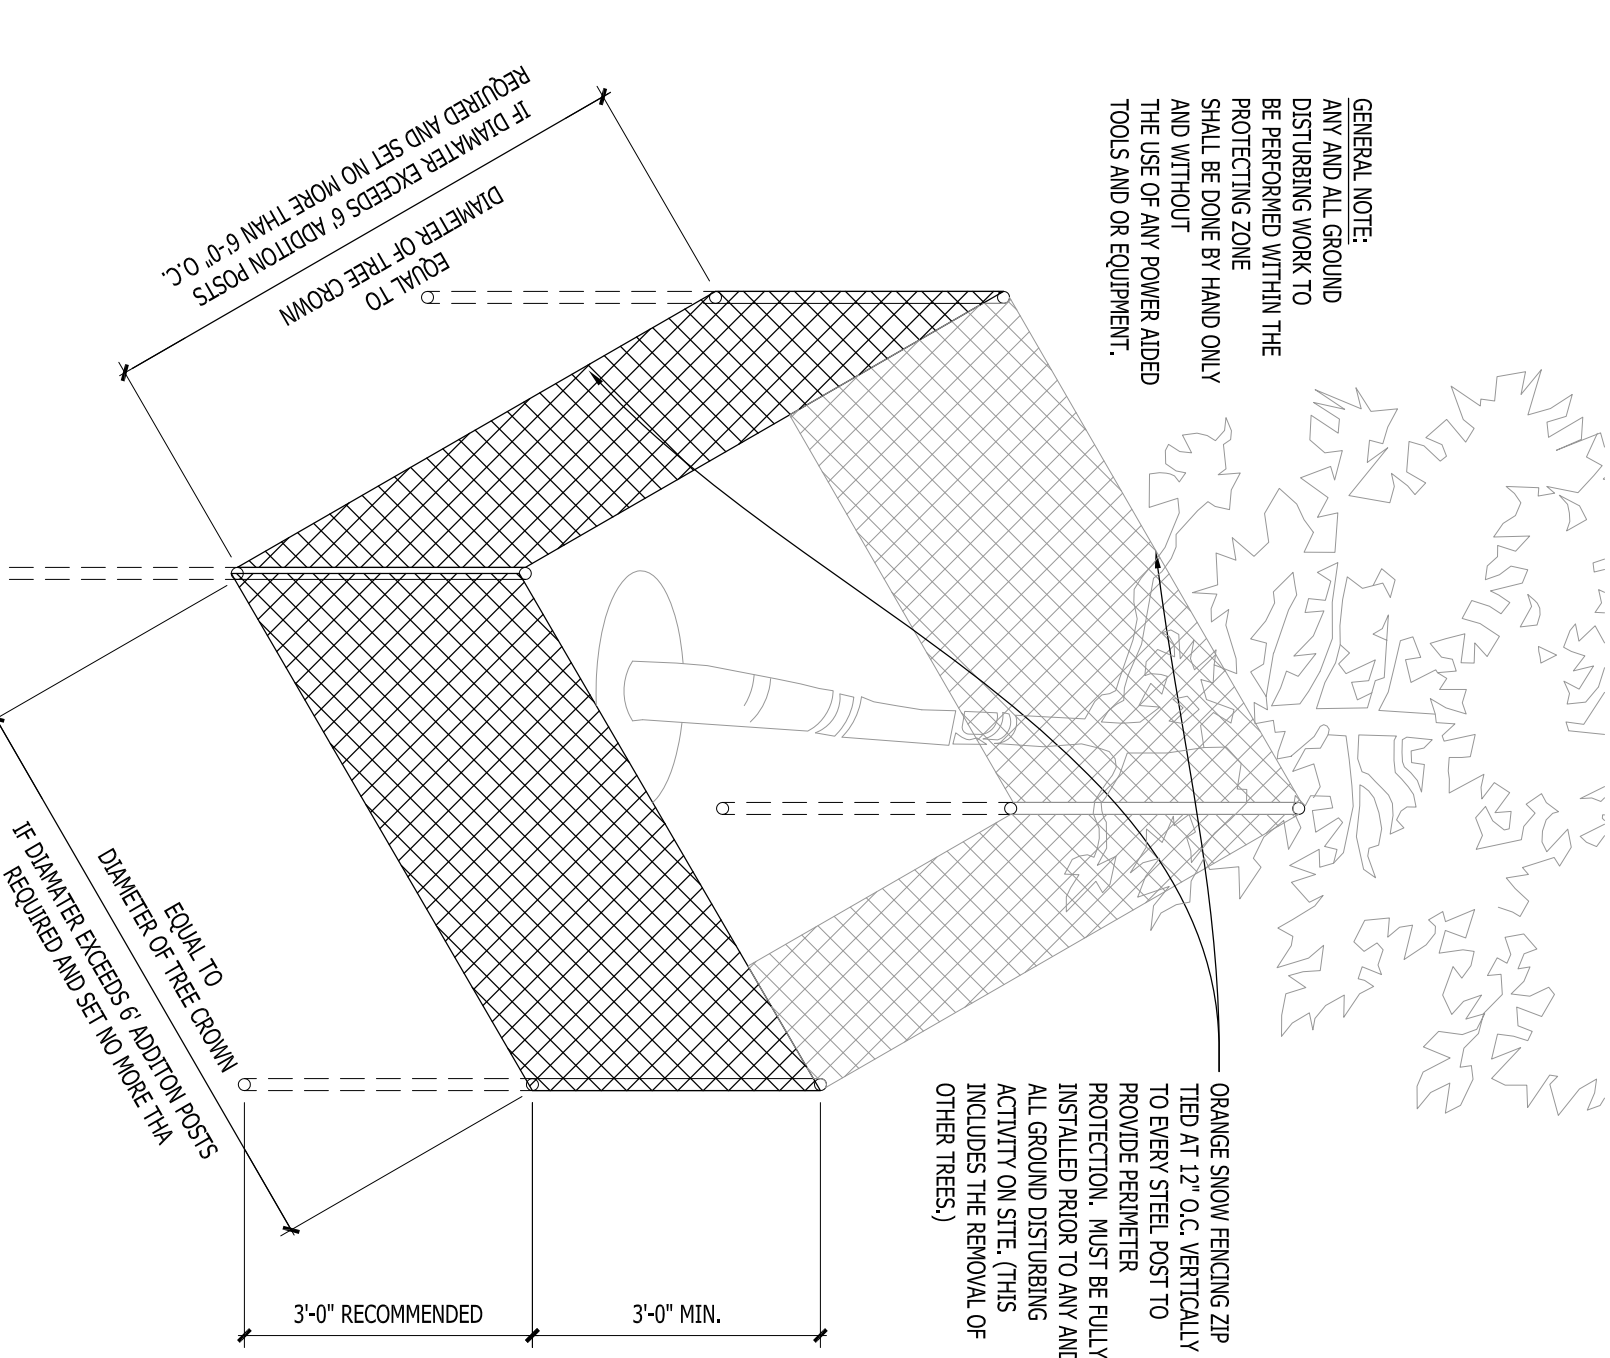 GENERAL NOTE:
ANY AND ALL GROUND
DISTURBING WORK TO
BE PERFORMED WITHIN THE
PROTECTING ZONE
SHALL BE DONE BY HAND ONLY
AND WITHOUT
THE USE OF ANY POWER AIDED
TOOLS AND OR EQUIPMENT.
ORANGE SNOW FENCING ZIP
TIED AT 12" O.C. VERTICALLY
TO EVERY STEEL POST TO
PROVIDE PERIMETER
PROTECTION. MUST BE FULLY
INSTALLED PRIOR TO ANY AND
ALL GROUND DISTURBING
ACTIVITY ON SITE. (THIS
INCLUDES THE REMOVAL OF
OTHER TREES.)
EQUAL TO
DIAMETER OF TREE CROWN
IF DIAMATER EXCEEDS 6' ADDITON POSTS
REQUIRED AND SET NO MORE THAN 6'-0" O.C.
EQUAL TO
DIAMETER OF TREE CROWN
IF DIAMATER EXCEEDS 6' ADDITON POSTS
REQUIRED AND SET NO MORE THA
3'-0" RECOMMENDED
3'-0" MIN.